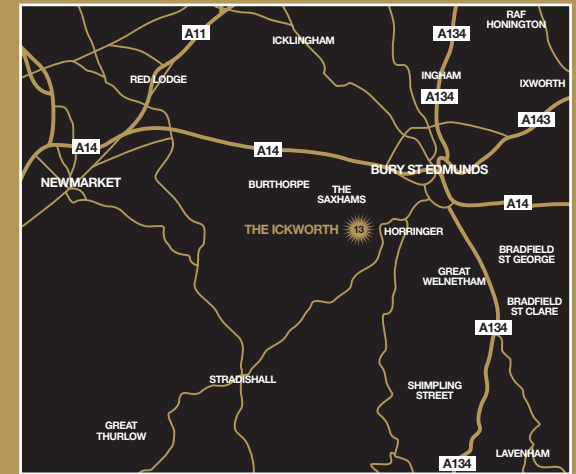 RAF
HONINGTON
A11
A134
ICKLINGHAM
INGHAM
RED LODGE
IXWORTH
A134
A143
A14
A14
BURY ST EDMUNDS
NEWMARKET
BURTHORPE
THE
SAXHAMS
A14
THE ICKWORTH 13
HORRINGER
BRADFIELD
ST GEORGE
GREAT
WELNETHAM
BRADFIELD
ST CLARE
A134
STRADISHALL
SHIMPLING
STREET
GREAT
THURLOW
LAVENHAM
A134